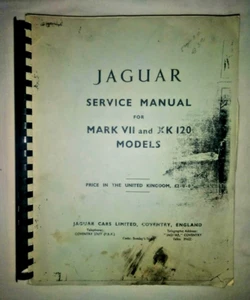 JAGUAR
SERVICE MANUAL
FOR
MARK VII and XK 120
MODELS
PRICE IN THE UNITED KINGDOM,
JAGUAR CARS LIMITED, COVENTRY, ENGLAND